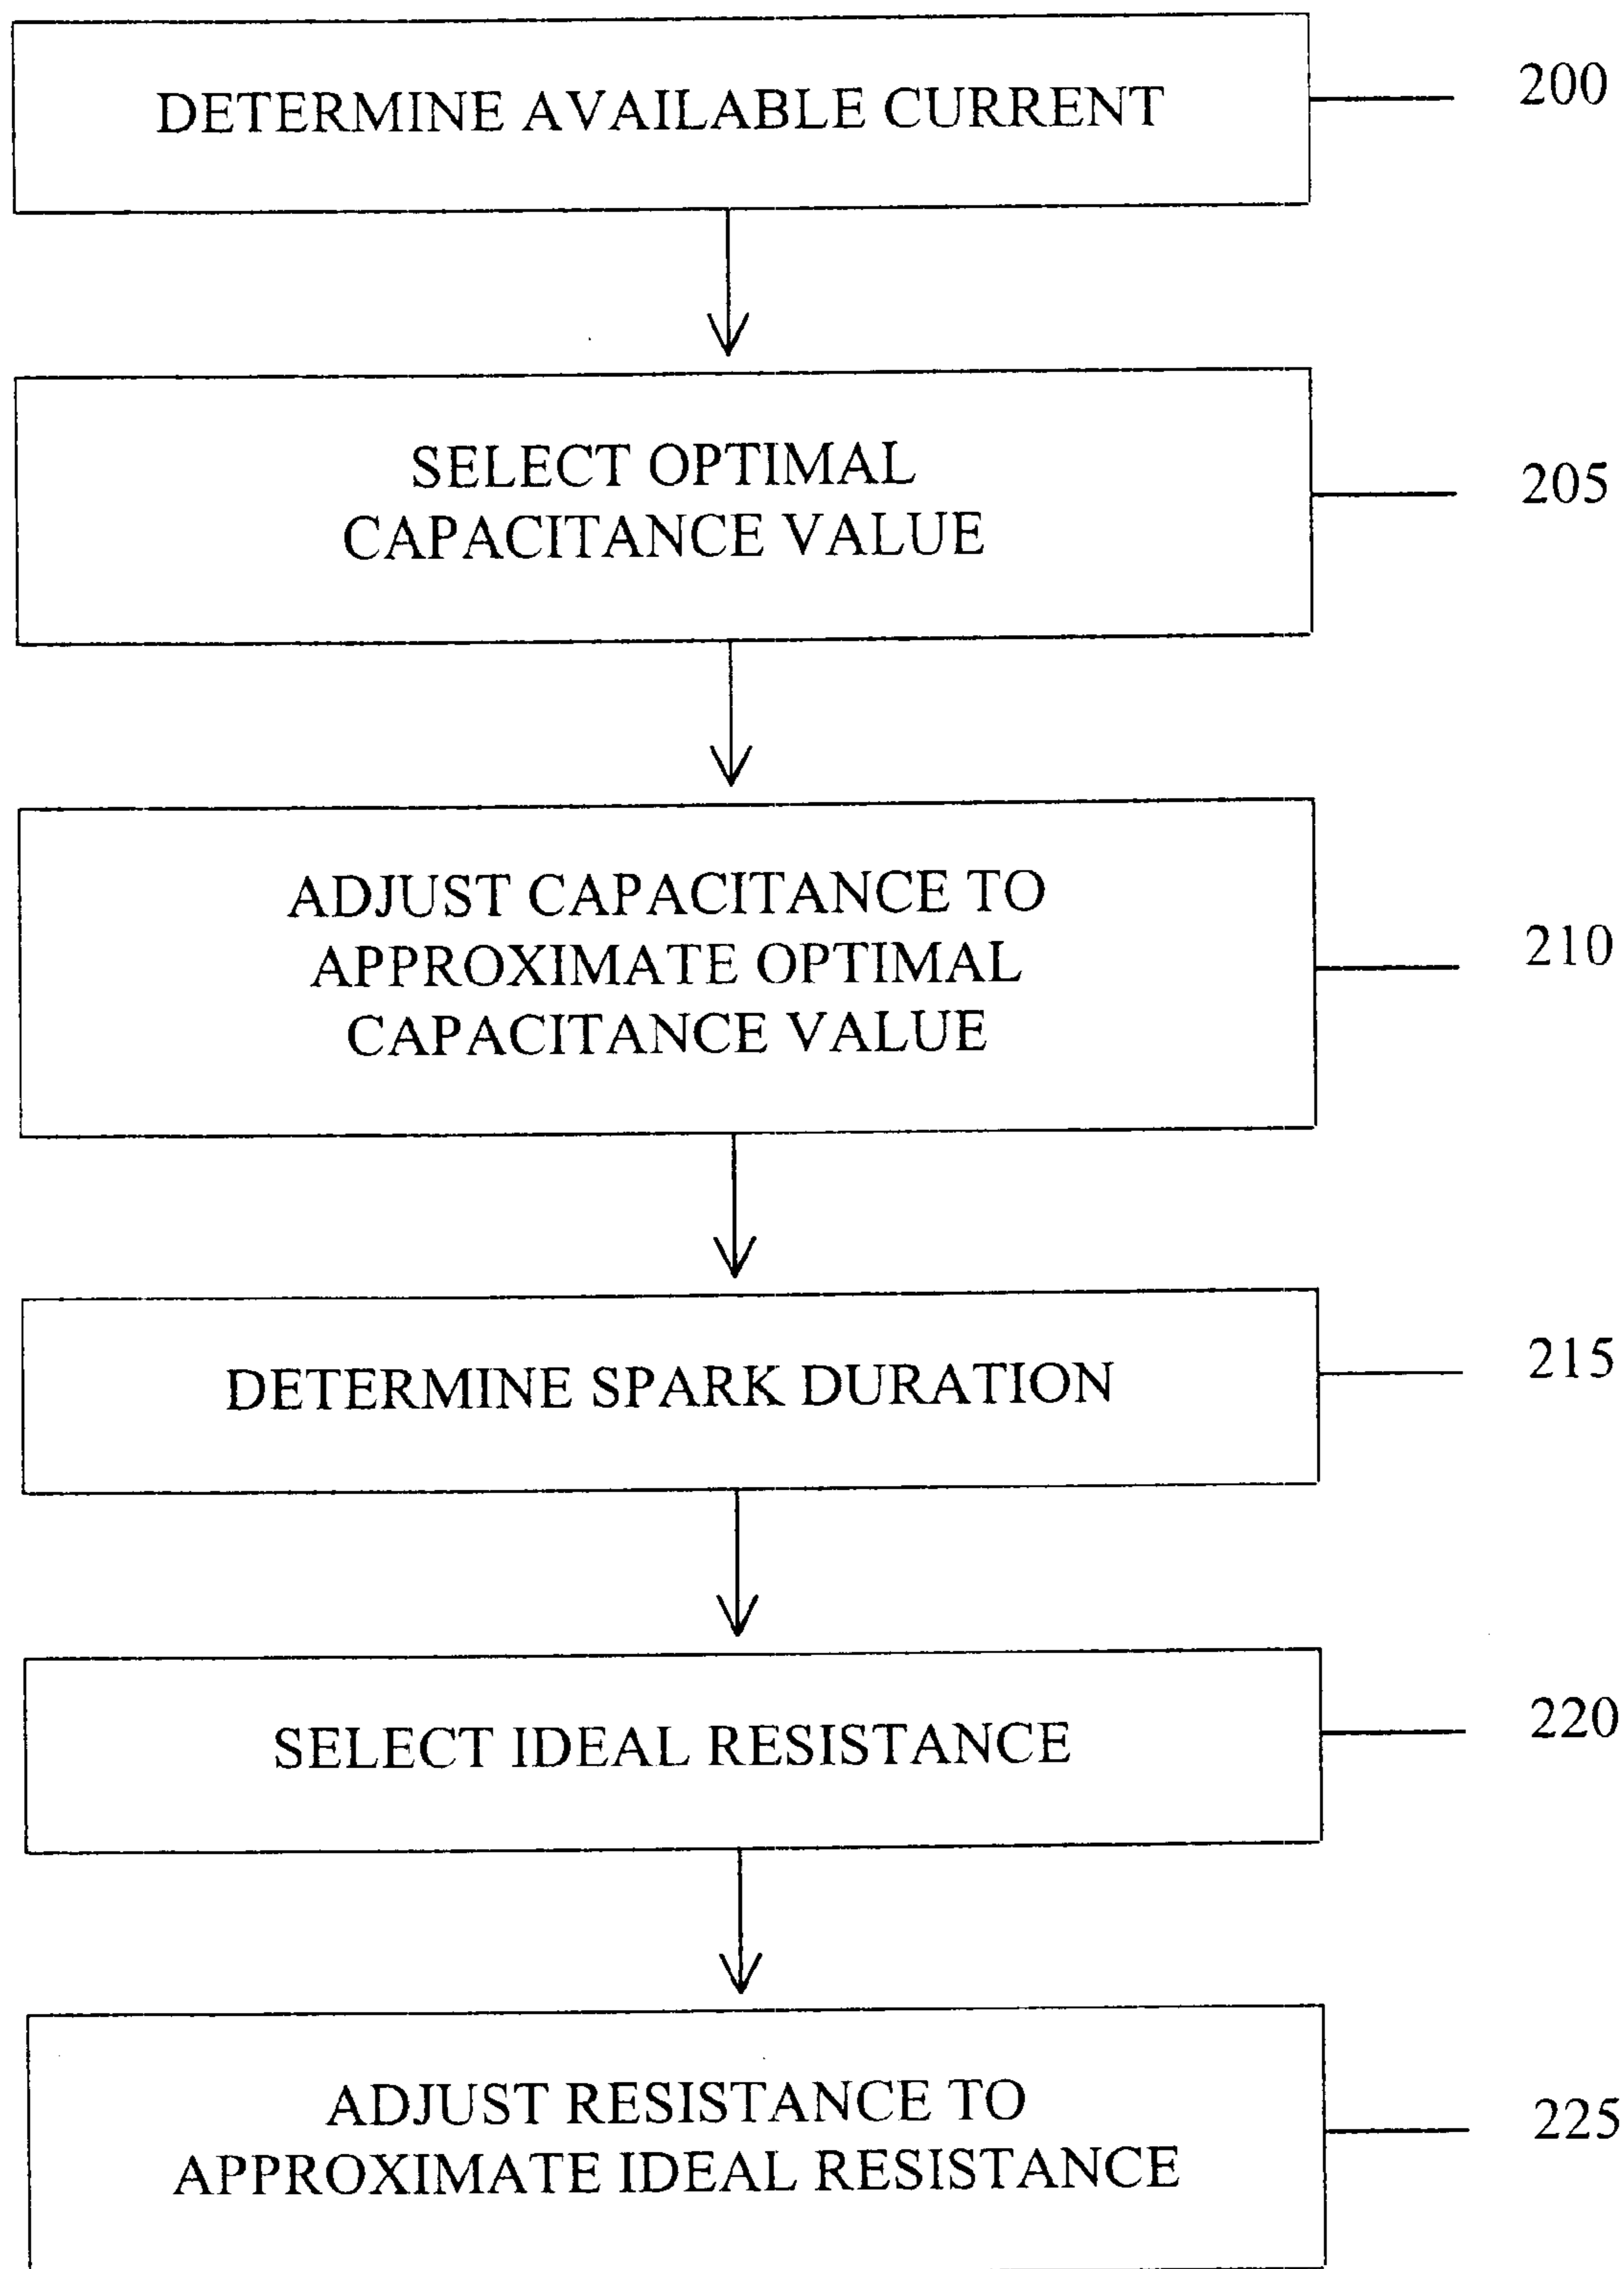 DETERMINE AVAILABLE CURRENT
200
SELECT OPTIMAL
CAPACITANCE VALUE
205
ADJUST CAPACITANCE TO
APPROXIMATE OPTIMAL
CAPACITANCE VALUE
210
DETERMINE SPARK DURATION
215
SELECT IDEAL RESISTANCE
220
ADJUST RESISTANCE TO
APPROXIMATE IDEAL RESISTANCE
225